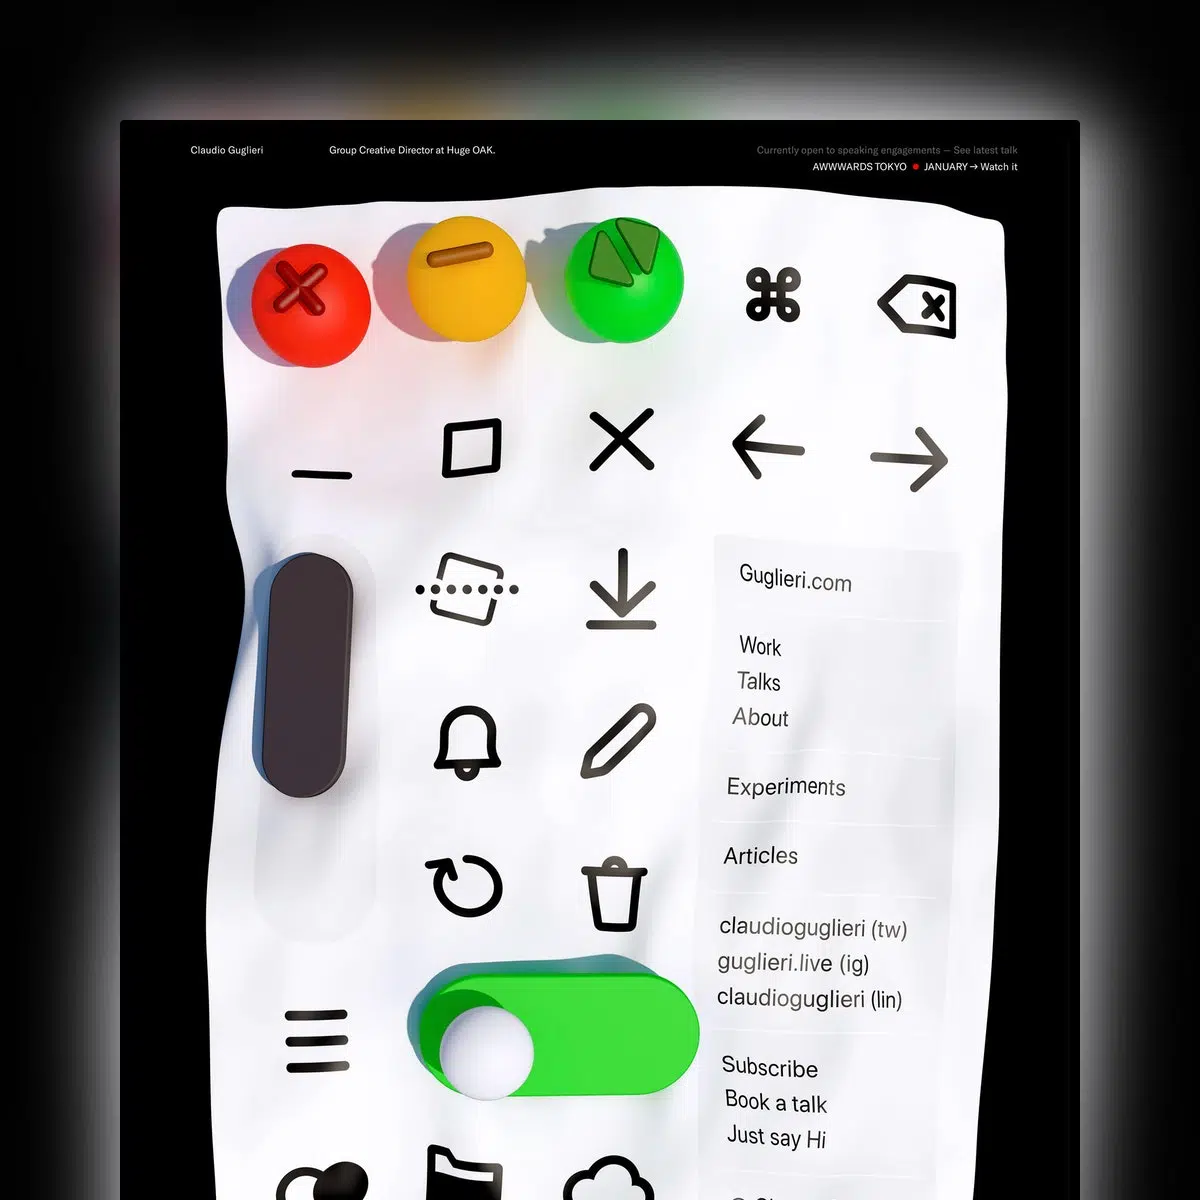 Claudio Guglieri
Group Creative Director at Huge OAK.
Currently open to speaking engagements — See latest talk
AWWWARDS TOKYO ● JANUARY → Watch it
Guglieri.com
Work
Talks
About
Experiments
Articles
claudioguglieri (tw)
guglieri.live (ig)
claudioguglieri (lin)
Subscribe
Book a talk
Just say Hi